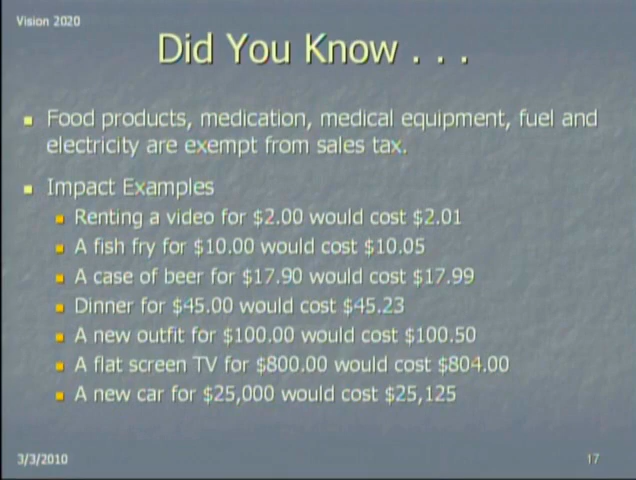 Vision 2020
Did You Know . . .
Food products, medication, medical equipment, fuel and
electricity are exempt from sales tax.
Impact Examples
Renting a video for $2.00 would cost $2.01
A fish fry for $10.00 would cost $10.05
A case of beer for $17.90 would cost $17.99
Dinner for $45.00 would cost $45.23
A new outfit for $100.00 would cost $100.50
A flat screen TV for $800.00 would cost $804.00
A new car for $25,000 would cost $25,125
3/3/2010
17